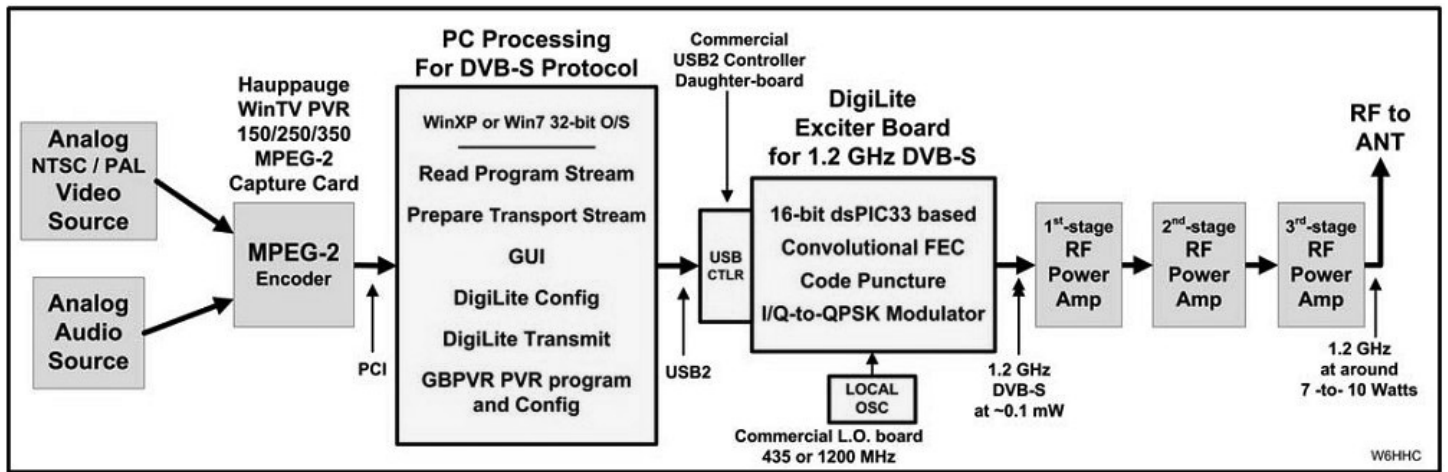 Analog
NTSC / PAL
Video
Source
Analog
Audio
Source
Hauppauge
WinTV PVR
150/250/350
MPEG-2
Capture Card
MPEG-2
Encoder
PCI
PC Processing
For DVB-S Protocol
WinXP or Win7 32-bit O/S
Read Program Stream
Prepare Transport Stream
GUI
DigiLite Config
DigiLite Transmit
GBPVR PVR program
and Config
USB2
Commercial
USB2 Controller
Daughter-board
USB
CTLR
DigiLite
Exciter Board
for 1.2 GHz DVB-S
16-bit dsPIC33 based
Convolutional FEC
Code Puncture
I/Q-to-QPSK Modulator
LOCAL
OSC
Commercial L.O. board
435 or 1200 MHz
1.2 GHz
DVB-S
at ~0.1 mW
1st-stage
RF
Power
Amp
2nd-stage
RF
Power
Amp
3rd-stage
RF
Power
Amp
RF to
ANT
1.2 GHz
at around
7 -to- 10 Watts
W6HHC